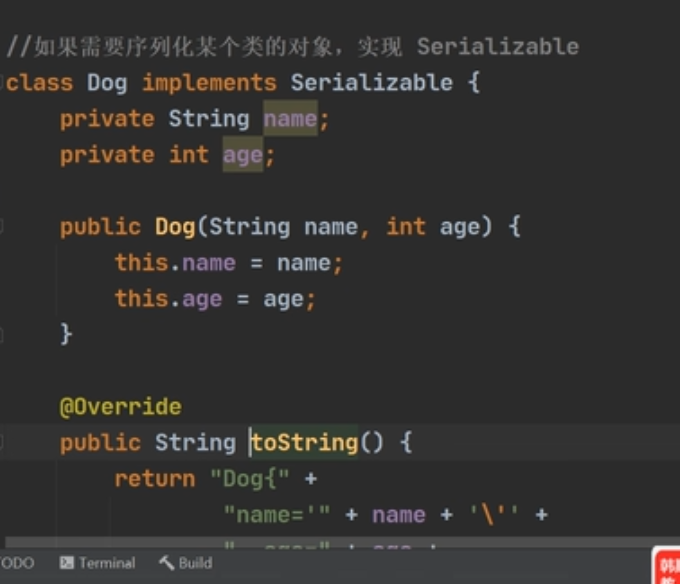 //如果需要序列化某个类的对象，实现 Serializable
class Dog implements Serializable {
private String name;
private int age;
public Dog(String name, int age) {
this.name = name;
this.age = age;
}
@Override
public String toString() {
return "Dog{" +
"name='" + name + '\'' +
TODO
Terminal
Build